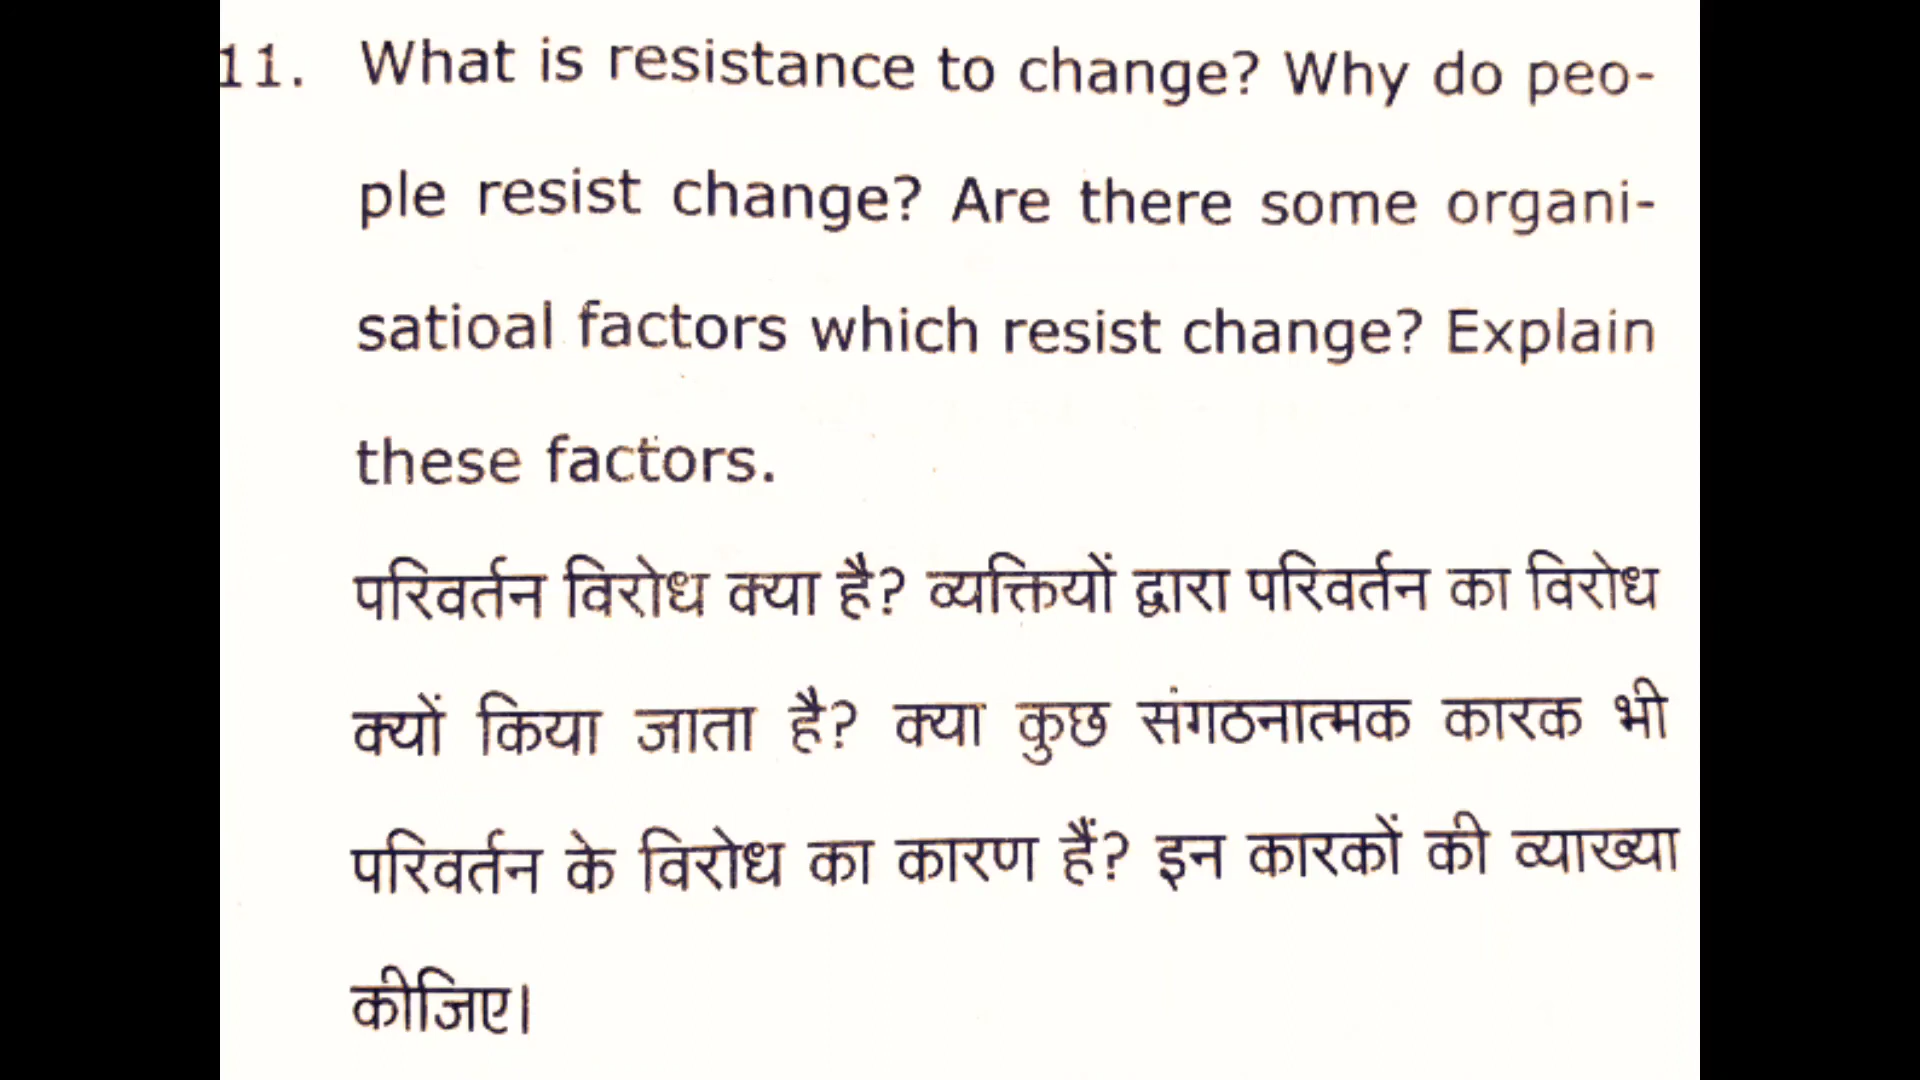 11. What is resistance to change? Why do peo-
ple resist change? Are there some organi-
satioal factors which resist change? Explain
these factors.
परिवर्तन विरोध क्या है? व्यक्तियों द्वारा परिवर्तन का विरोध
क्यों किया जाता है? क्या कुछ संगठनात्मक कारक भी
परिवर्तन के विरोध का कारण हैं? इन कारकों की व्याख्या
कीजिए।